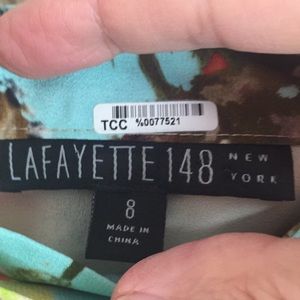 TCC %0077521
LAFAYETTE 148 NEW YORK
8
MADE IN
CHINA